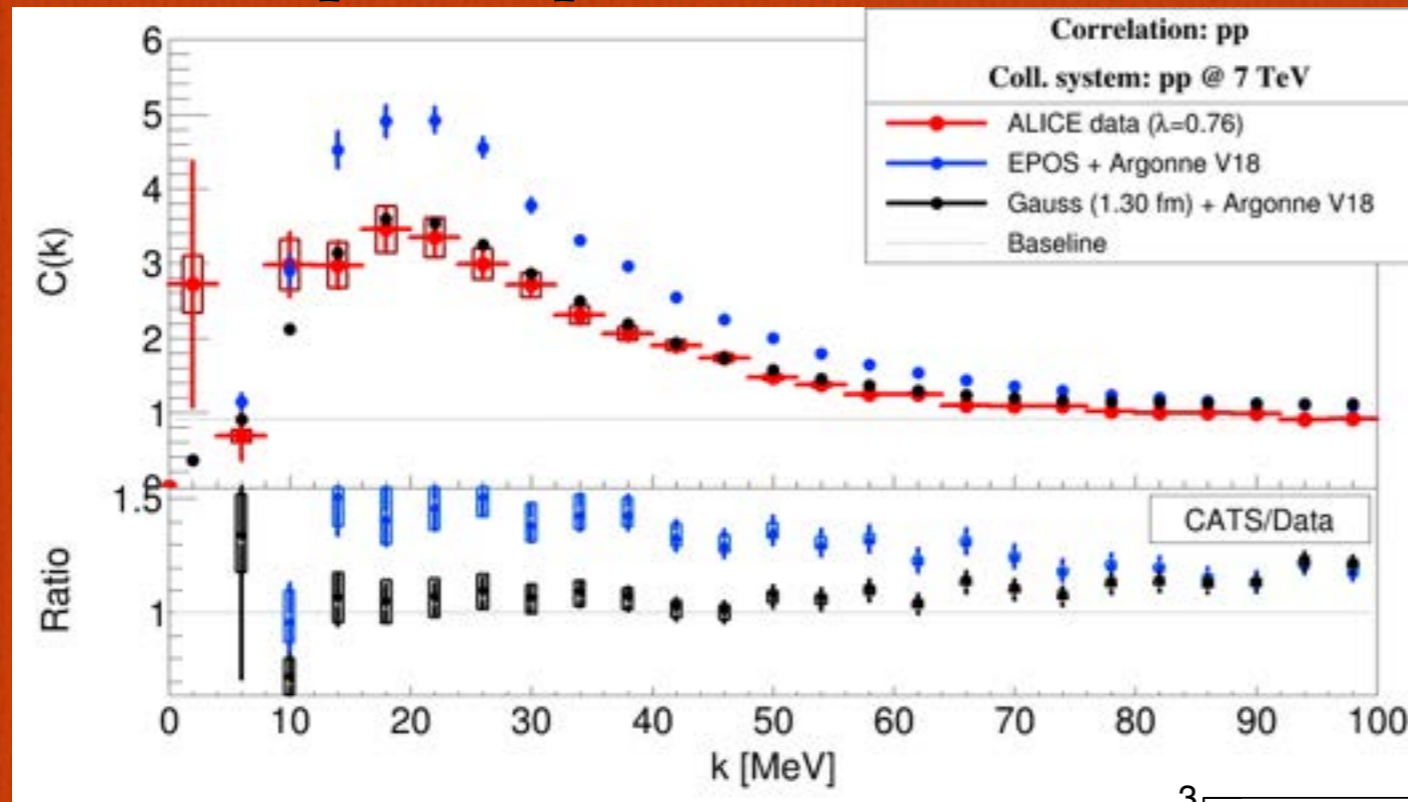 Correlation: pp
Coll. system: pp @ 7 TeV
ALICE data (λ=0.76)
EPOS + Argonne V18
Gauss (1.30 fm) + Argonne V18
Baseline
C(k)
6
5
4
3
2
1
0
CATS/Data
Ratio
1.5
1
0 10 20 30 40 50 60 70 80 90 100
k [MeV]
3